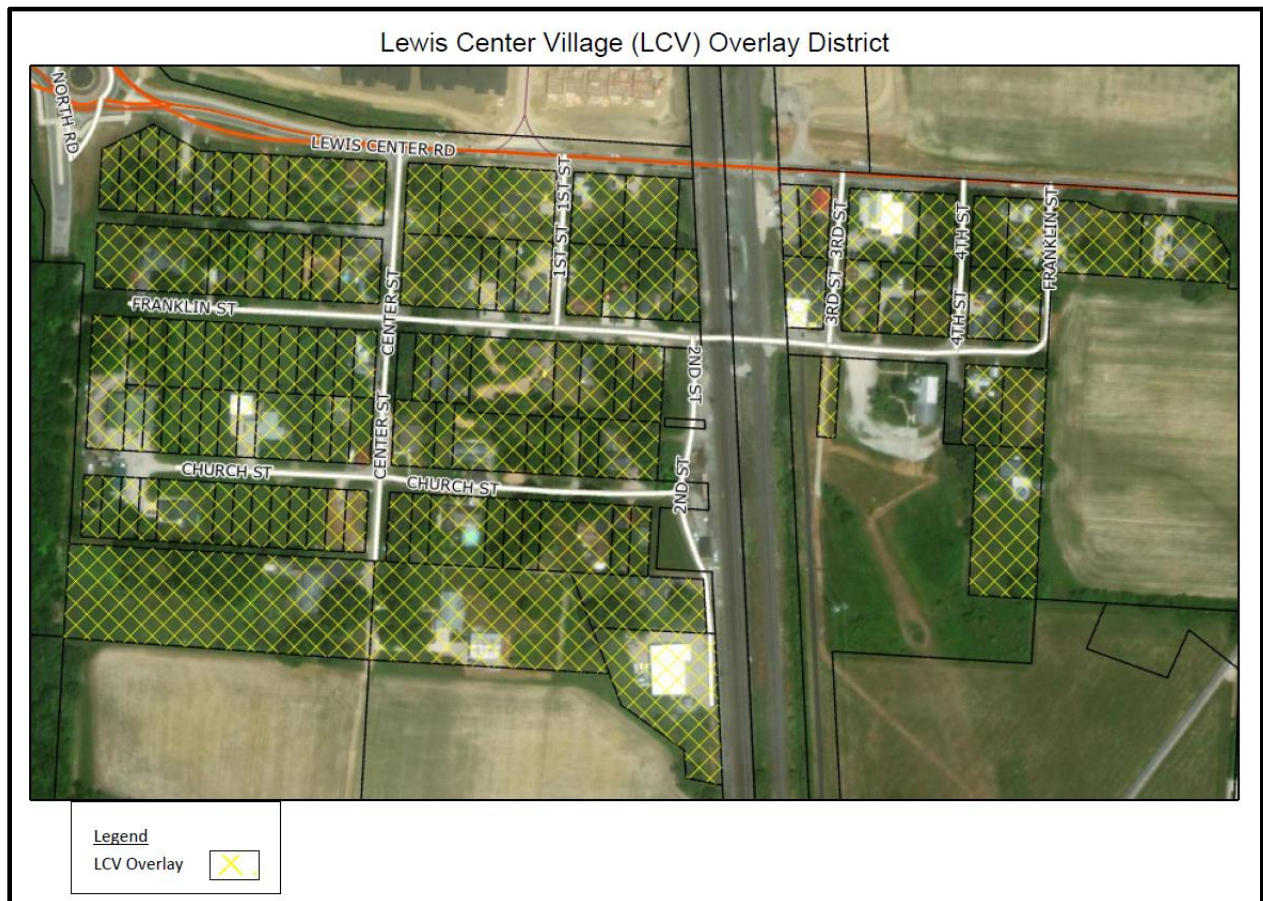 Lewis Center Village (LCV) Overlay District
NORTH RD
LEWIS CENTER RD
1ST ST
1ST ST
3RD ST
3RD ST
4TH ST
4TH ST
FRANKLIN ST
FRANKLIN ST
CENTER ST
CENTER ST
2ND ST
2ND ST
CHURCH ST
CHURCH ST
Legend
LCV Overlay